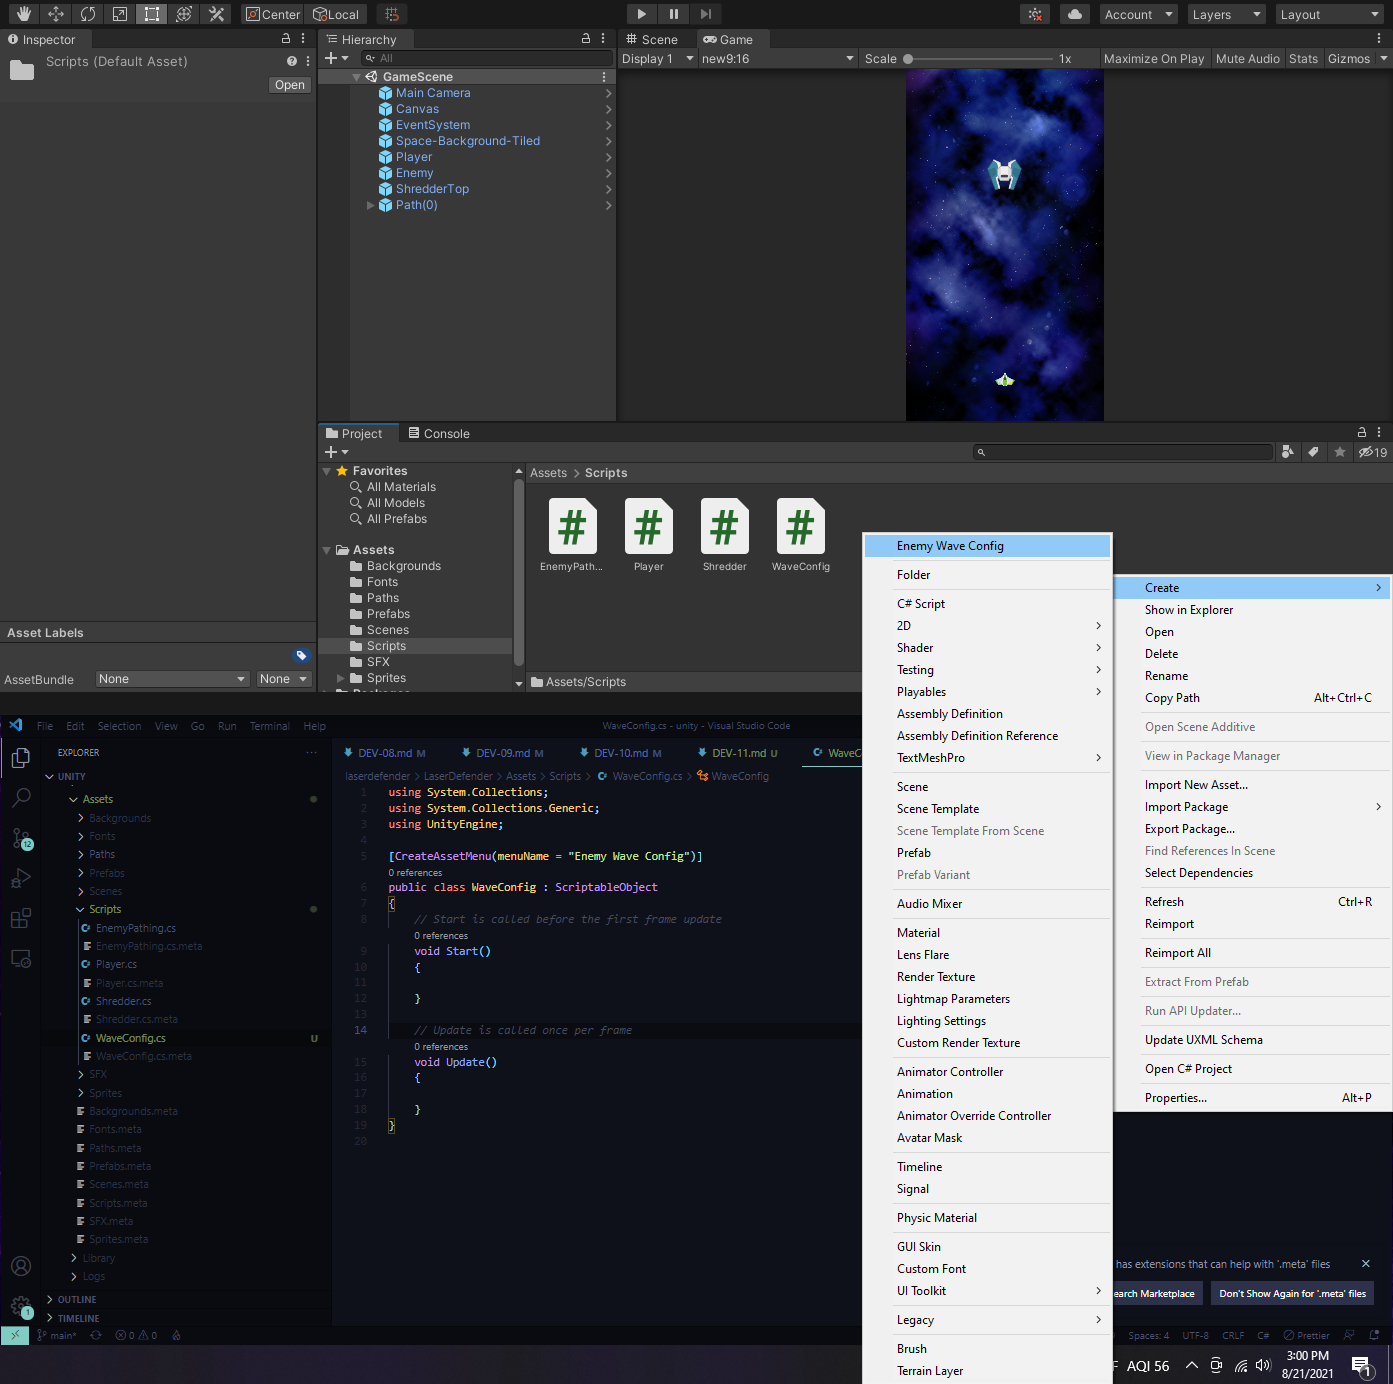 Center
Local
Account
Layers
Layout
Inspector
Scripts (Default Asset)
Open
Asset Labels
AssetBundle
None
None
Hierarchy
All
GameScene
Main Camera
Canvas
EventSystem
Space-Background-Tiled
Player
Enemy
ShredderTop
Path(0)
Scene
Game
Display 1
new9:16
Scale
1x
Maximize On Play
Mute Audio
Stats
Gizmos
Project
Console
19
Favorites
All Materials
All Models
All Prefabs
Assets
Backgrounds
Fonts
Paths
Prefabs
Scenes
Scripts
SFX
Sprites
Assets > Scripts
EnemyPath...
Player
Shredder
WaveConfig
Assets/Scripts
Enemy Wave Config
Folder
C# Script
2D
Shader
Testing
Playables
Assembly Definition
Assembly Definition Reference
TextMeshPro
Scene
Scene Template
Scene Template From Scene
Prefab
Prefab Variant
Audio Mixer
Material
Lens Flare
Render Texture
Lightmap Parameters
Lighting Settings
Custom Render Texture
Animator Controller
Animation
Animator Override Controller
Avatar Mask
Timeline
Signal
Physic Material
GUI Skin
Custom Font
UI Toolkit
Legacy
Brush
Terrain Layer
Create
Show in Explorer
Open
Delete
Rename
Copy Path Alt+Ctrl+C
Open Scene Additive
View in Package Manager
Import New Asset...
Import Package
Export Package...
Find References In Scene
Select Dependencies
Refresh Ctrl+R
Reimport
Reimport All
Extract From Prefab
Run API Updater...
Update UXML Schema
Open C# Project
Properties... Alt+P
File Edit Selection View Go Run Terminal Help
WaveConfig.cs - unity - Visual Studio Code
EXPLORER
UNITY
Assets
Backgrounds
Fonts
Paths
Prefabs
Scenes
Scripts
EnemyPathing.cs
EnemyPathing.cs.meta
Player.cs
Player.cs.meta
Shredder.cs
Shredder.cs.meta
WaveConfig.cs U
WaveConfig.cs.meta
SFX
Sprites
Backgrounds.meta
Fonts.meta
Paths.meta
Prefabs.meta
Scenes.meta
Scripts.meta
SFX.meta
Sprites.meta
Library
Logs
OUTLINE
TIMELINE
12
1
DEV-08.md M
DEV-09.md M
DEV-10.md M
DEV-11.md U
laserdefender > LaserDefender > Assets > Scripts > WaveConfig.cs > WaveConfig
1 using System.Collections;
2 using System.Collections.Generic;
3 using UnityEngine;
4
5 [CreateAssetMenu(menuName = "Enemy Wave Config")]
0 references
6 public class WaveConfig : ScriptableObject
7 {
8 // Start is called before the first frame update
0 references
9 void Start()
10 {
11
12 }
13
14 // Update is called once per frame
0 references
15 void Update()
16 {
17
18 }
19 }
20
has extensions that can help with '.meta' files
Marketplace
Don't Show Again for '.meta' files
main*
0
0
Spaces: 4
UTF-8
CRLF
C#
Prettier
AQI 56
3:00 PM
8/21/2021
1